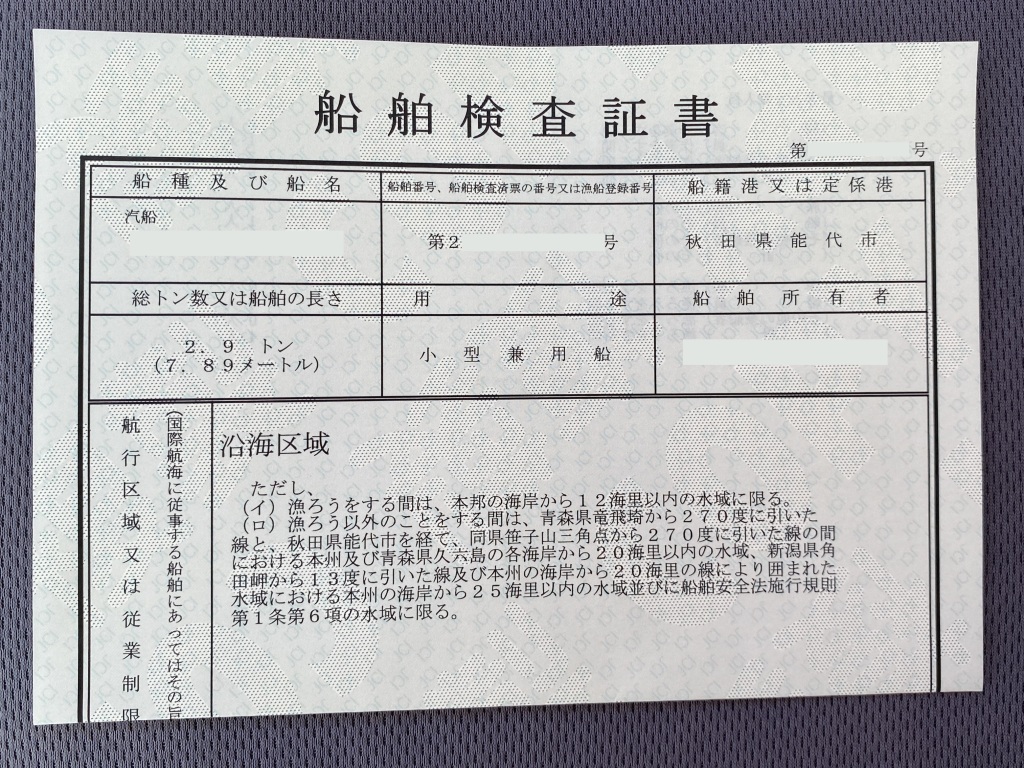 船舶検査証書
第 号
船種及び船名
船舶番号、船舶検査済票の番号又は漁船登録番号
船籍港又は定係港
汽船
第2 号
秋田県能代市
総トン数又は船舶の長さ
用途
船舶所有者
2.9 トン
(7.89メートル)
小型兼用船
航行区域又は従業制限
(国際航海に従事する船舶にあってはその旨
沿海区域
ただし、
(イ)漁ろうをする間は、本邦の海岸から12海里以内の水域に限る。
(ロ)漁ろう以外のことをする間は、青森県竜飛埼から270度に引いた
線と、秋田県能代市を経て、同県笹子山三角点から270度に引いた線の間
における本州及び青森県久六島の各海岸から20海里以内の水域、新潟県角
田岬から13度に引いた線及び本州の海岸から20海里の線により囲まれた
水域における本州の海岸から25海里以内の水域並びに船舶安全法施行規則
第1条第6項の水域に限る。